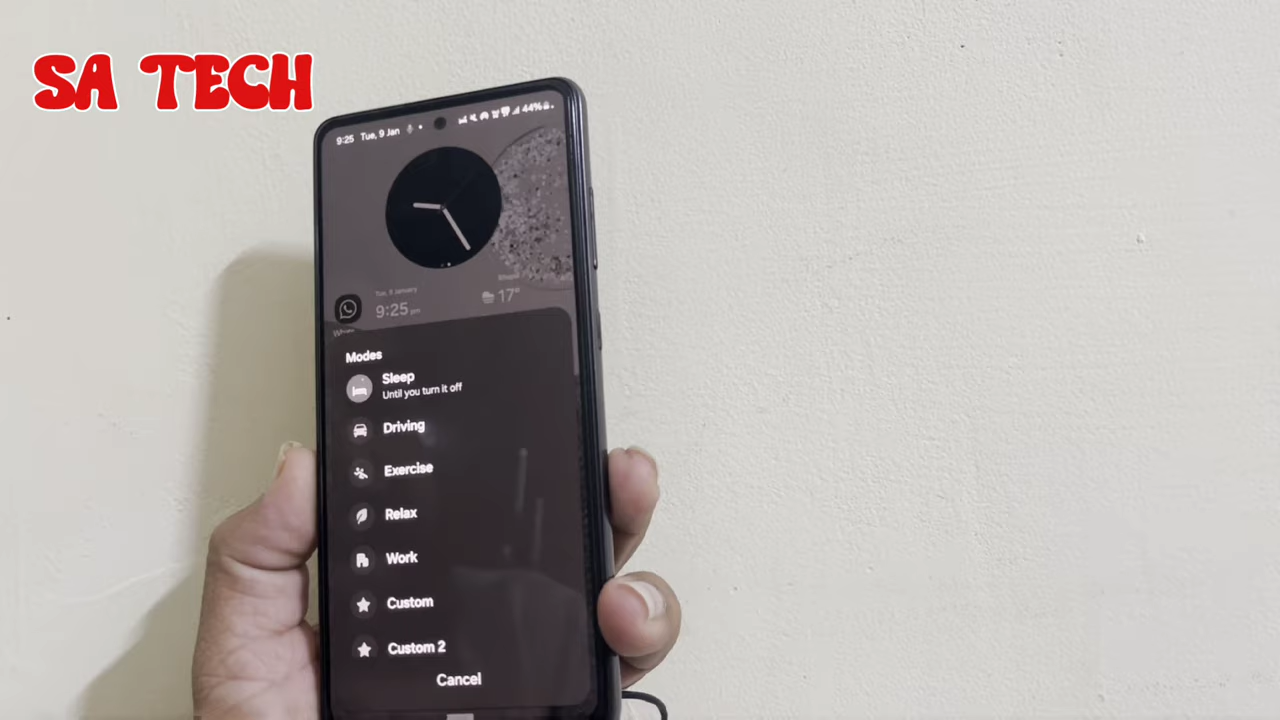 SA TECH
9:25 Tue, 9 Jan
44%
Tue, 9 January
9:25 pm
17°
Modes
Sleep
Until you turn it off
Driving
Exercise
Relax
Work
Custom
Custom 2
Cancel